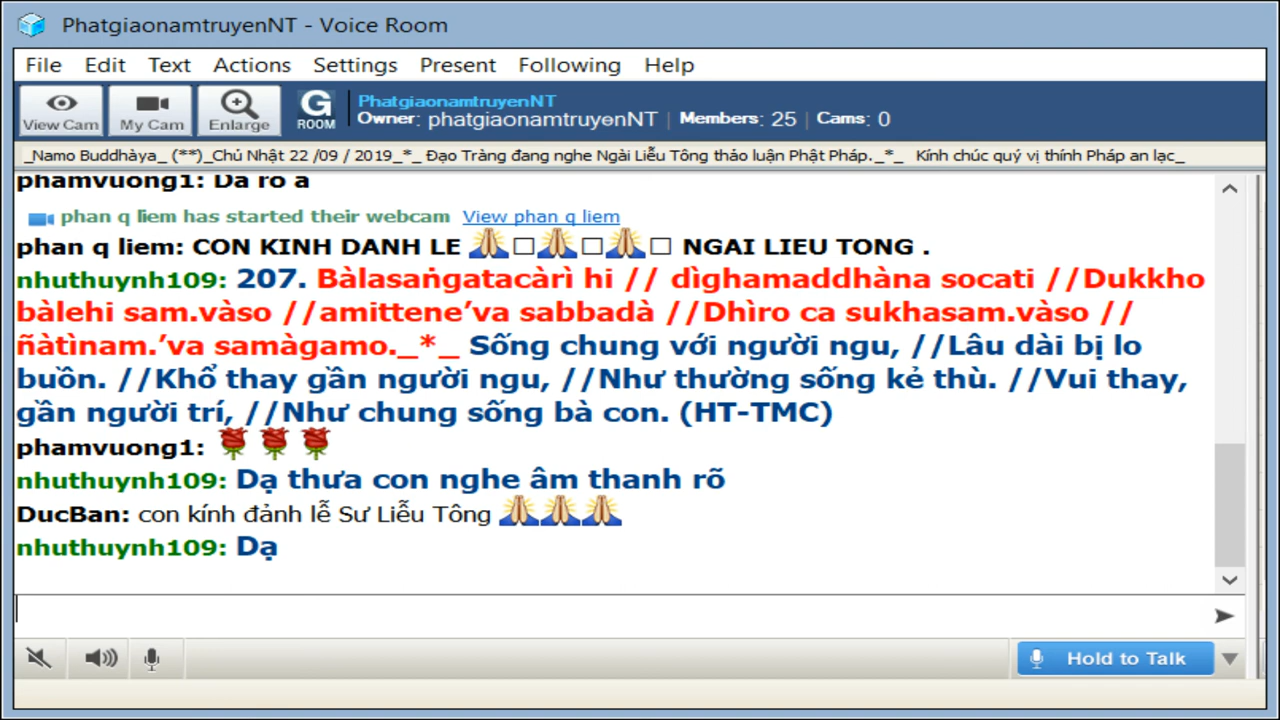 PhatgiaonamtruyenNT - Voice Room
File Edit Text Actions Settings Present Following Help
View Cam My Cam Enlarge G ROOM
PhatgiaonamtruyenNT
Owner: phatgiaonamtruyenNT | Members: 25 | Cams: 0
_Namo Buddhàya_ (**)_Chủ Nhật 22 /09 / 2019_*_ Đạo Tràng đang nghe Ngài Liễu Tông thảo luận Phật Pháp._*_ Kính chúc quý vị thính Pháp an lạc_
phamvuong1: Da ro a
phan q liem has started their webcam View phan q liem
phan q liem: CON KINH DANH LE 🙏□🙏□🙏□ NGAI LIEU TONG .
nhuthuynh109: 207. Bàlasaṅgatacàrì hi // dìghamaddhàna socati //Dukkho
bàlehi sam.vàso //amittene’va sabbadà //Dhìro ca sukhasam.vàso //
ñàtìnam.’va samàgamo._*_ Sống chung với người ngu, //Lâu dài bị lo
buồn. //Khổ thay gần người ngu, //Như thường sống kẻ thù. //Vui thay,
gần người trí, //Như chung sống bà con. (HT-TMC)
phamvuong1: 🌹🌹🌹
nhuthuynh109: Dạ thưa con nghe âm thanh rõ
DucBan: con kính đảnh lễ Sư Liễu Tông 🙏🙏🙏
nhuthuynh109: Dạ
Hold to Talk